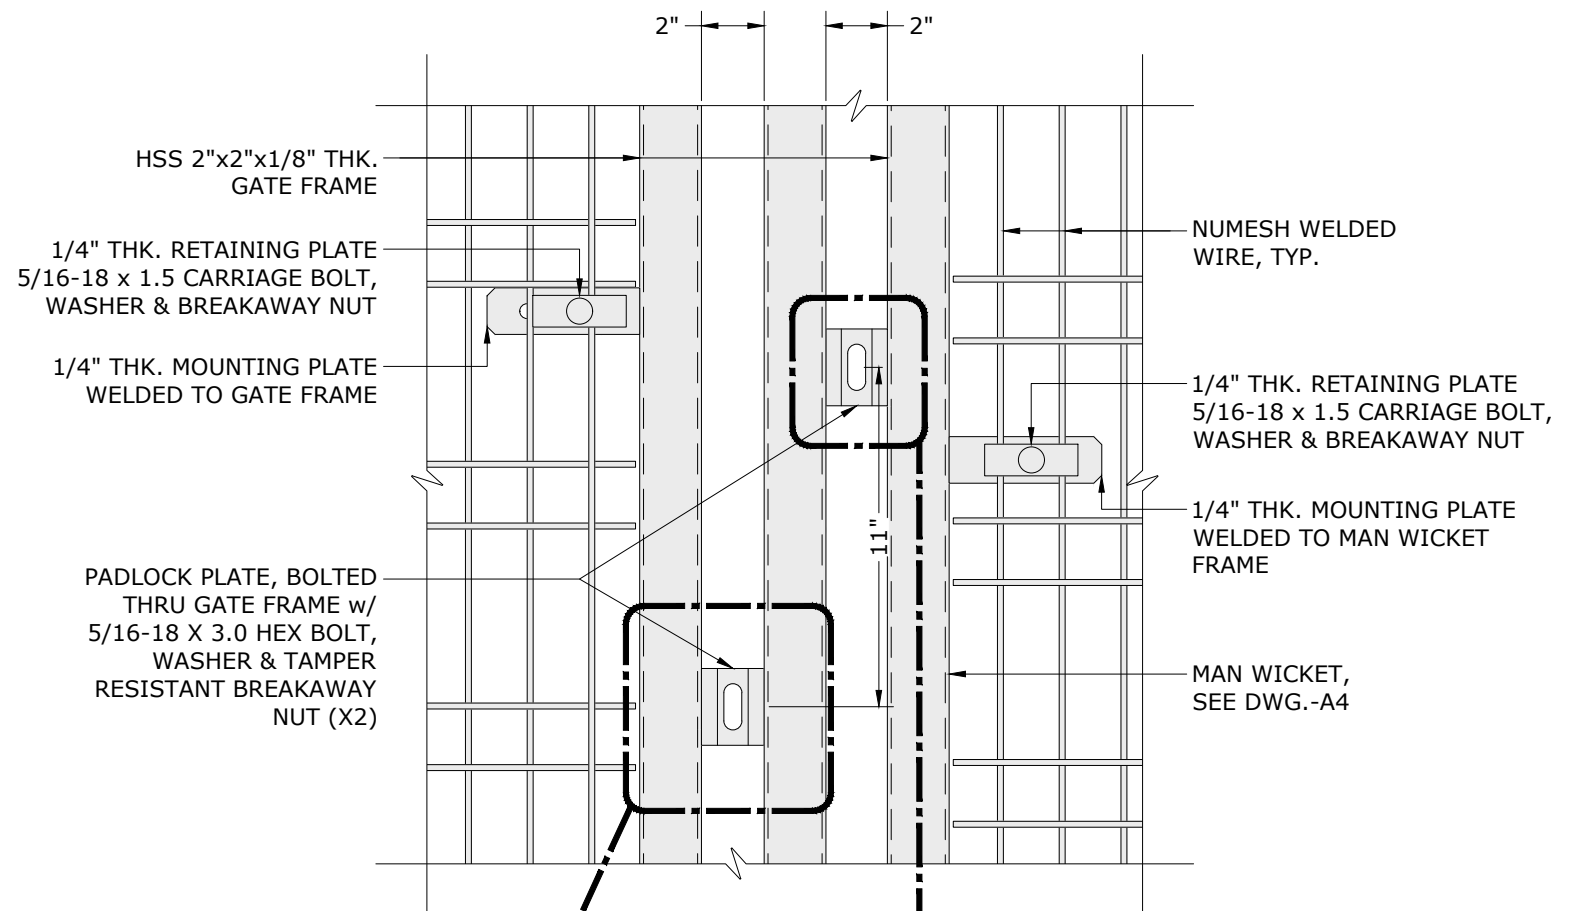 2"
2"
HSS 2"x2"x1/8" THK.
GATE FRAME
1/4" THK. RETAINING PLATE
5/16-18 x 1.5 CARRIAGE BOLT,
WASHER & BREAKAWAY NUT
1/4" THK. MOUNTING PLATE
WELDED TO GATE FRAME
PADLOCK PLATE, BOLTED
THRU GATE FRAME w/
5/16-18 X 3.0 HEX BOLT,
WASHER & TAMPER
RESISTANT BREAKAWAY
NUT (X2)
11"
NUMESH WELDED
WIRE, TYP.
1/4" THK. RETAINING PLATE
5/16-18 x 1.5 CARRIAGE BOLT,
WASHER & BREAKAWAY NUT
1/4" THK. MOUNTING PLATE
WELDED TO MAN WICKET
FRAME
MAN WICKET,
SEE DWG.-A4